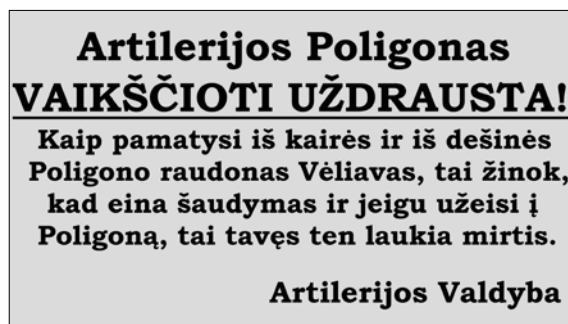 Artilerijos Poligonas
VAIKŠČIOTI UŽDRAUSTA!
Kaip pamatysi iš kairės ir iš dešinės
Poligono raudonas Vėliavas, tai žinok,
kad eina šaudymas ir jeigu užeisi į
Poligoną, tai tavęs ten laukia mirtis.
Artilerijos Valdyba